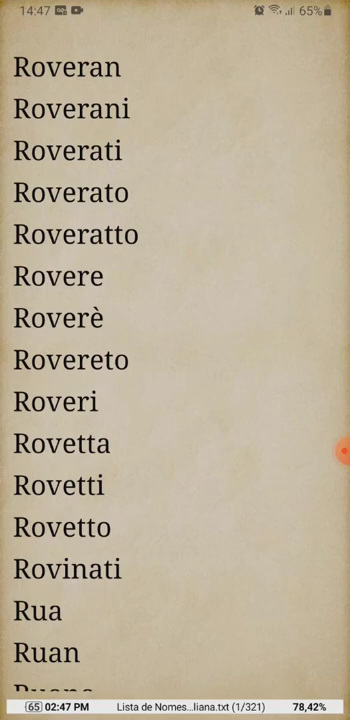 14:47 65%
Roveran
Roverani
Roverati
Roverato
Roveratto
Rovere
Roverè
Rovereto
Roveri
Rovetta
Rovetti
Rovetto
Rovinati
Rua
Ruan
65 02:47 PM Lista de Nomes...liana.txt (1/321) 78,42%